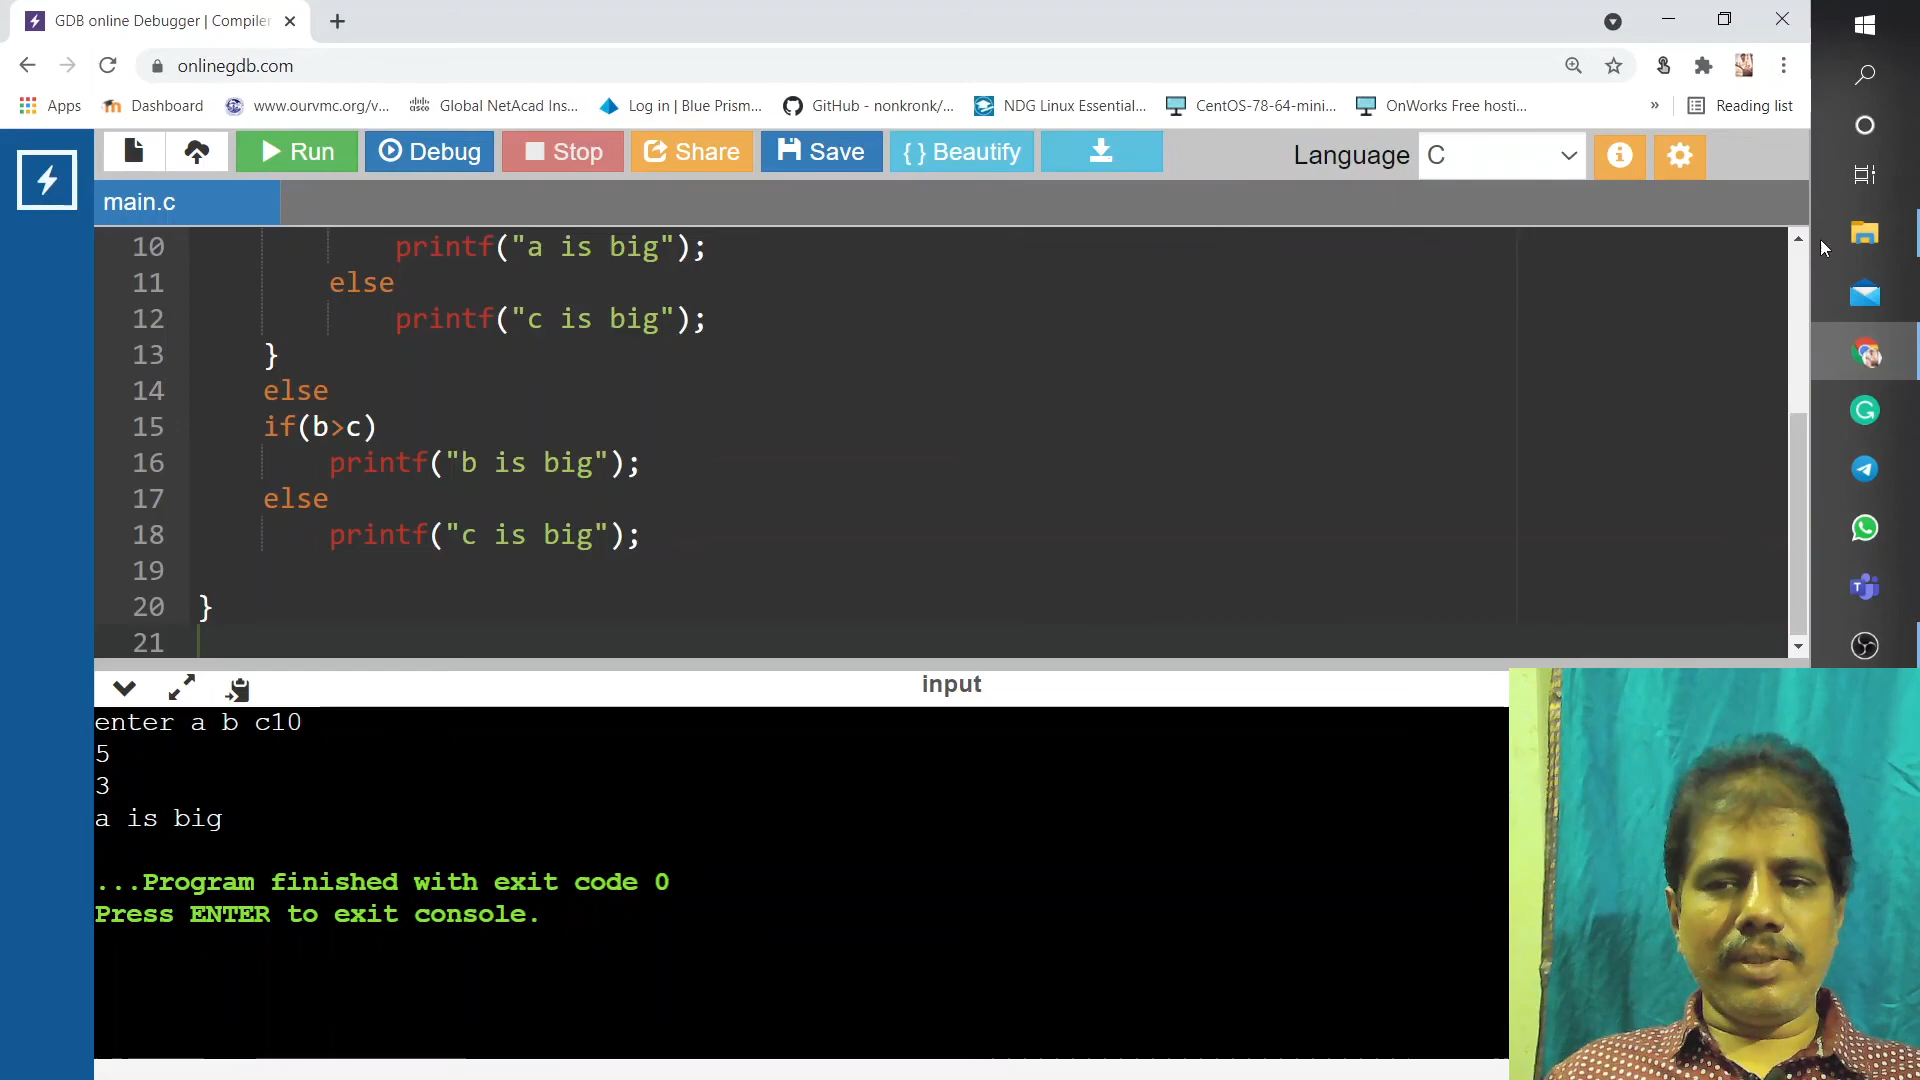 GDB online Debugger | Compiler
onlinegdb.com
Apps Dashboard www.ourvmc.org/v... Global NetAcad Ins... Log in | Blue Prism... GitHub - nonkronk/... NDG Linux Essential... CentOS-78-64-mini... OnWorks Free hosti... » Reading list
Run Debug Stop Share Save { } Beautify Language C
main.c
10 printf("a is big");
11 else
12 printf("c is big");
13 }
14 else
15 if(b>c)
16 printf("b is big");
17 else
18 printf("c is big");
19
20 }
21
input
enter a b c10
5
3
a is big
...Program finished with exit code 0
Press ENTER to exit console.